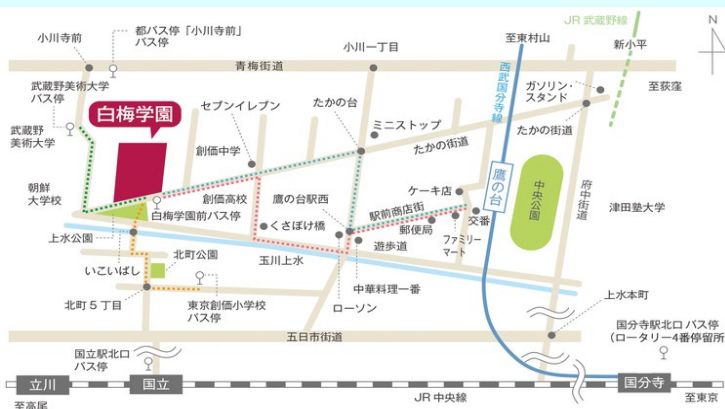 JR 武蔵野線
N
小川寺前
都バス停「小川寺前」
バス停
小川一丁目
至東村山
新小平
青梅街道
西武国分寺線
至荻窪
武蔵野美術大学
バス停
白梅学園
セブンイレブン
たかの台
ガソリン・
スタンド
武蔵野
美術大学
ミニストップ
たかの街道
たかの街道
創価中学
朝鮮
大学校
創価高校
鷹の台駅西
ケーキ店
鷹の台
中央公園
府中街道
津田塾大学
白梅学園前バス停
駅前商店街
上水公園
くさぼけ橋
郵便局
交番
遊歩道
ファミリー
マート
いこいばし
北町公園
玉川上水
中華料理一番
北町5丁目
東京創価小学校
バス停
ローソン
上水本町
五日市街道
国分寺駅北口 バス停
(ロータリー4番停留所)
国立駅北口
バス停
立川
国立
国分寺
至高尾
JR 中央線
至東京